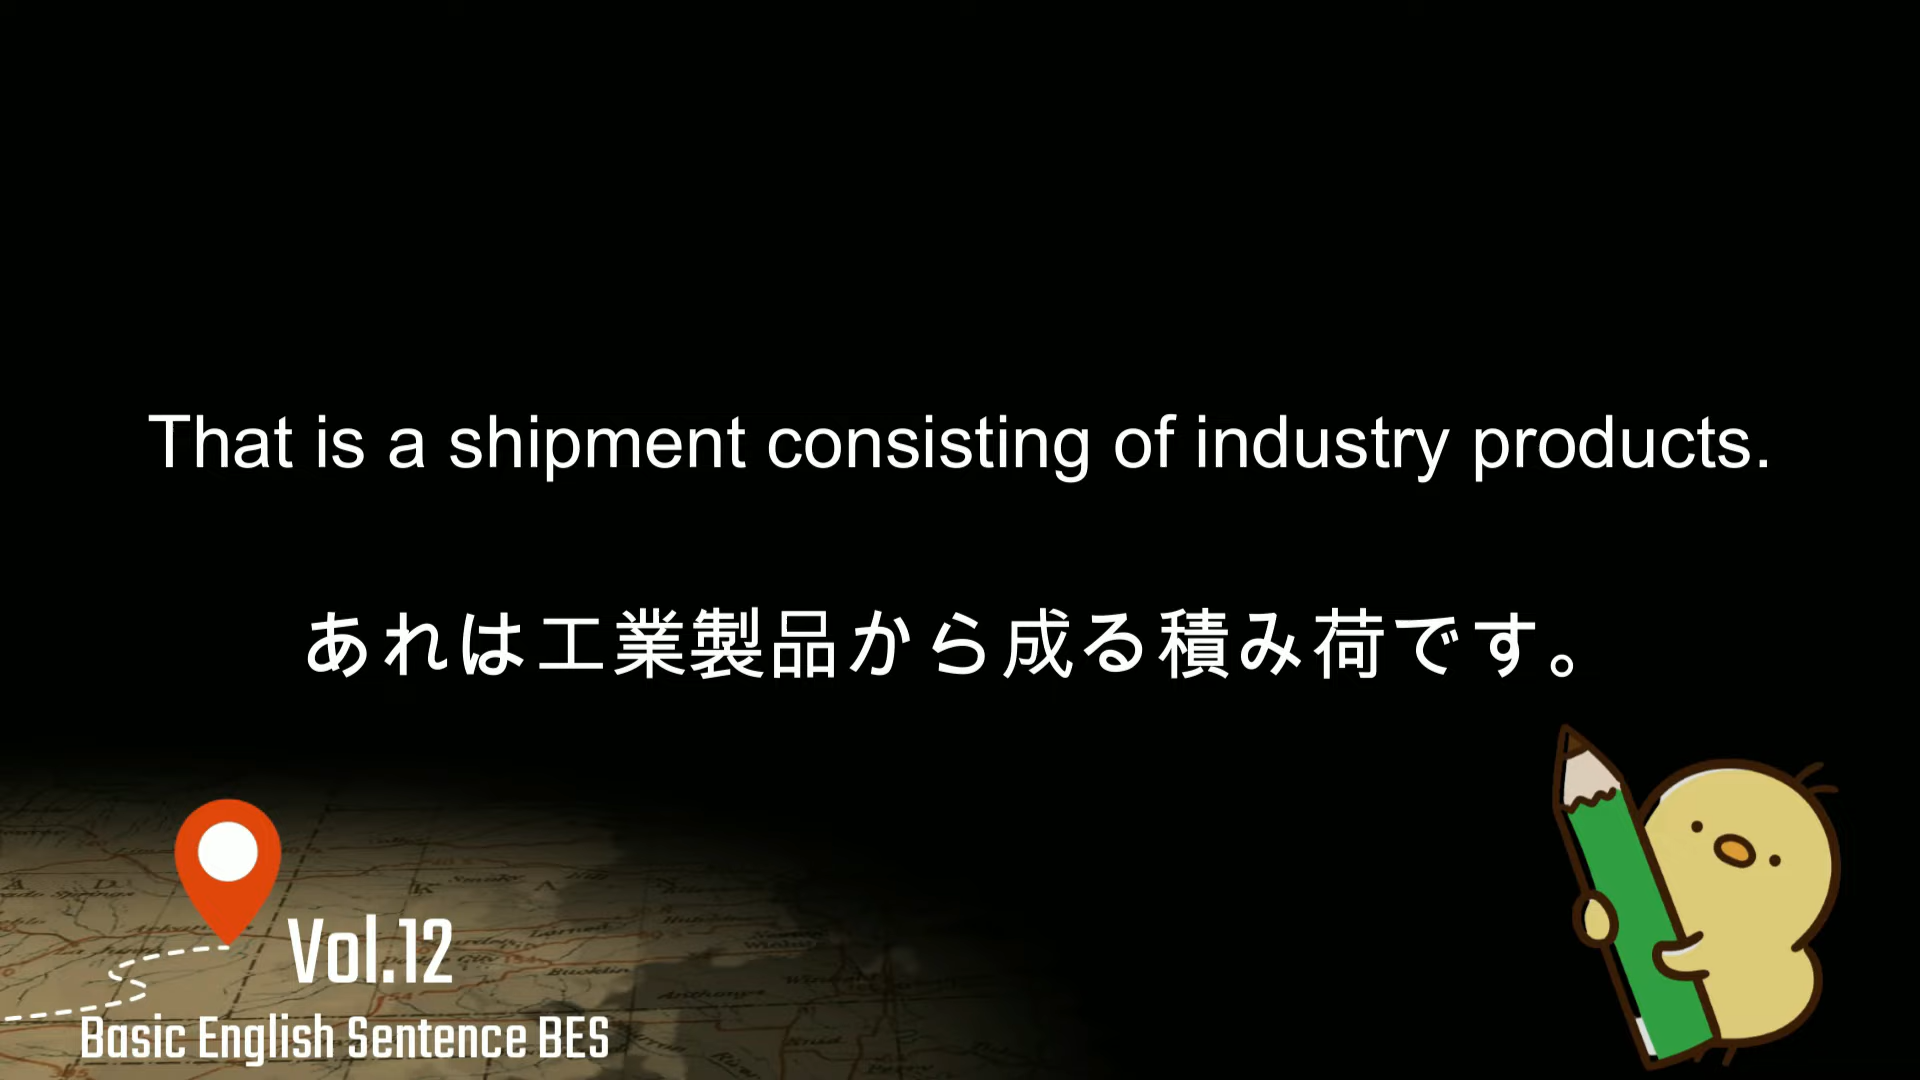 That is a shipment consisting of industry products.
あれは工業製品から成る積み荷です。
Vol.12
Basic English Sentence BES